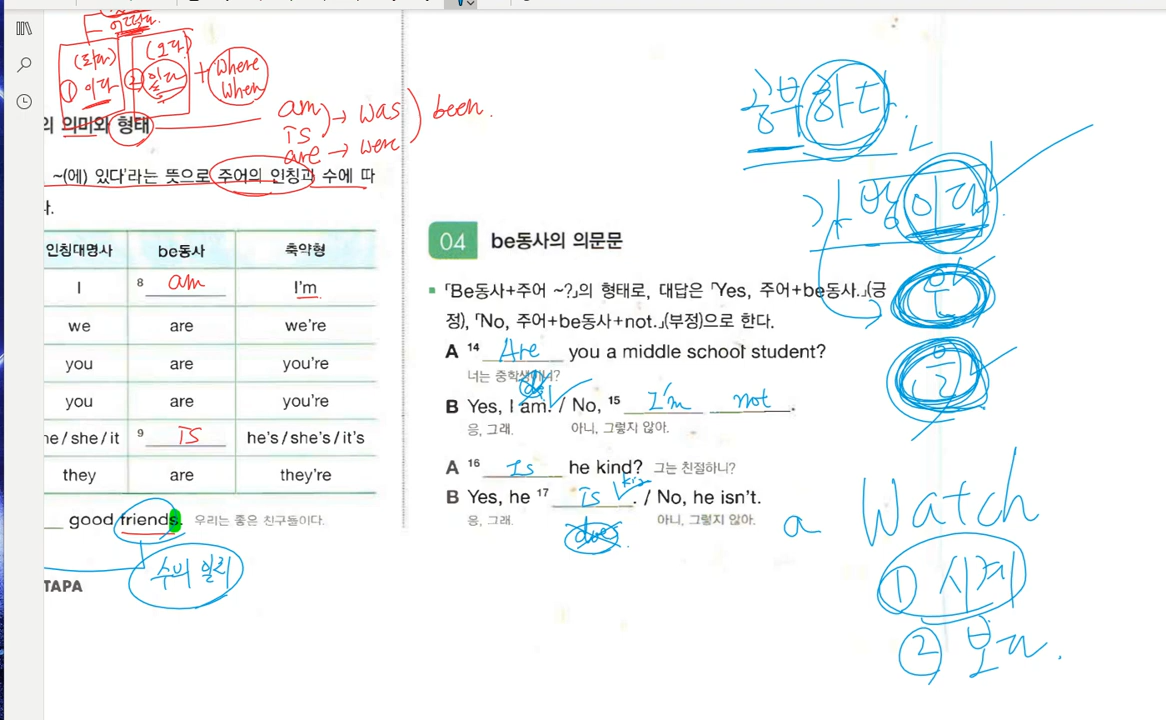 어떻다.
(되다)
(오다)
① 이다 ② 있다 + where
when
의 의미와 형태
am → was ) been.
is
are → were
~(에) 있다'라는 뜻으로 주어의 인칭과 수에 따
다.
인칭대명사 be동사 축약형
I 8 am I'm
we are we're
you are you're
you are you're
he / she / it 9 is he's / she's / it's
they are they're
good friends. 우리는 좋은 친구들이다.
수의 일치
TAPA
04 be동사의 의문문
「Be동사+주어 ~?」의 형태로, 대답은 「Yes, 주어+be동사.」(긍
정), 「No, 주어+be동사+not.」(부정)으로 한다.
A 14 Are you a middle school student?
너는 중학생이니?
do
B Yes, I am. / No, 15 I'm not.
응, 그래. 아니, 그렇지 않아.
A 16 Is he kind? 그는 친절하니?
B Yes, he 17 is. / No, he isn't.
응, 그래. 아니, 그렇지 않아.
does
공부하다.
이다.
a Watch
① 시계
② 보다.